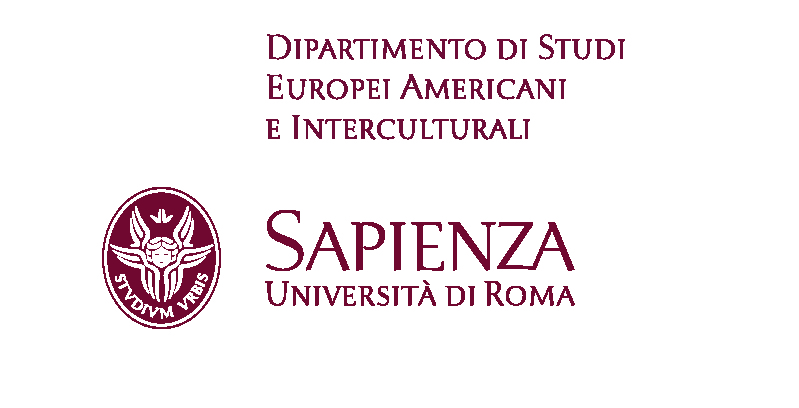 DIPARTIMENTO DI STUDI
EUROPEI AMERICANI
E INTERCULTURALI
SAPIENZA
UNIVERSITÀ DI ROMA
STVDIVM VRBIS